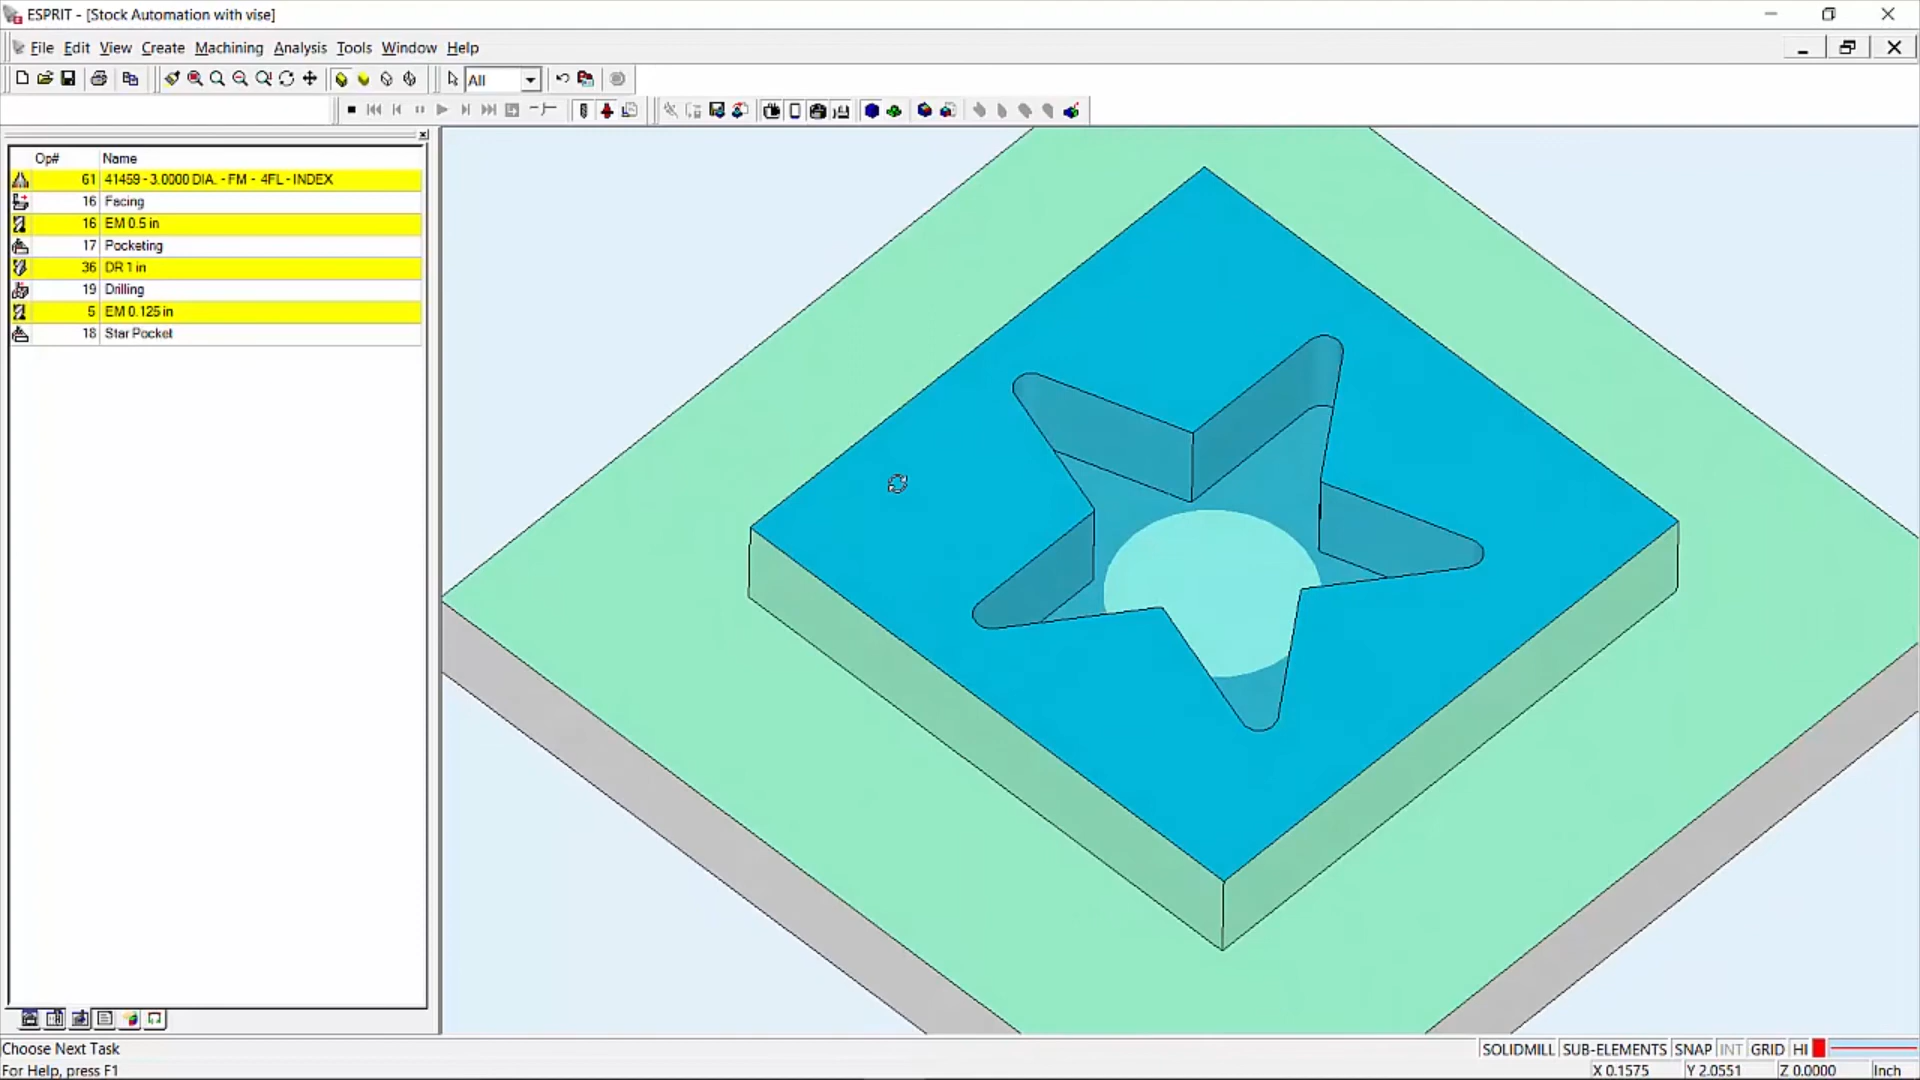 ESPRIT - [Stock Automation with vise]
File Edit View Create Machining Analysis Tools Window Help
All
Op# Name
61 41459 - 3.0000 DIA. - FM - 4FL - INDEX
16 Facing
16 EM 0.5 in
17 Pocketing
36 DR 1 in
19 Drilling
5 EM 0.125 in
18 Star Pocket
Choose Next Task
SOLIDMILL SUB-ELEMENTS SNAP INT GRID HI
For Help, press F1
X 0.1575 Y 2.0551 Z 0.0000 Inch